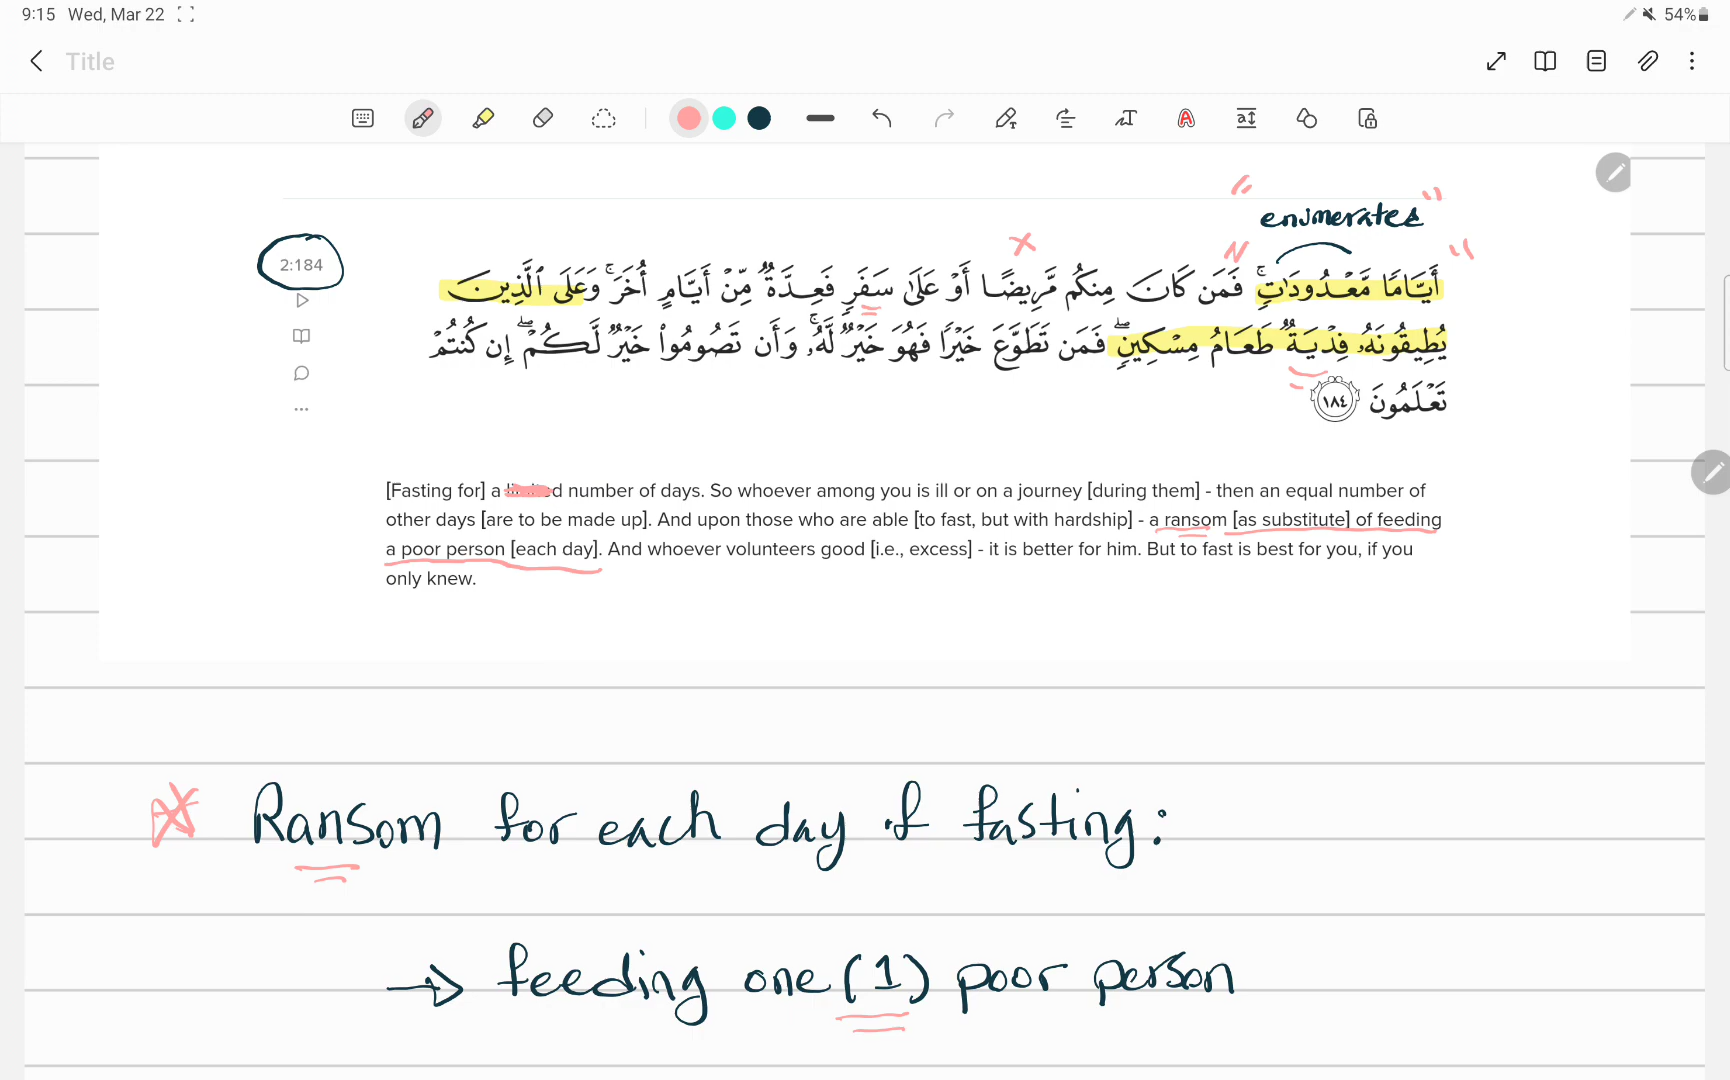 9:15 Wed, Mar 22
54%
Title
enumerates
2:184
أَيَّامًا مَّعْدُودَٰتٍ ۚ فَمَن كَانَ مِنكُم مَّرِيضًا أَوْ عَلَىٰ سَفَرٍ فَعِدَّةٌ مِّنْ أَيَّامٍ أُخَرَ ۚ وَعَلَى ٱلَّذِينَ
يُطِيقُونَهُۥ فِدْيَةٌ طَعَامُ مِسْكِينٍ ۖ فَمَن تَطَوَّعَ خَيْرًا فَهُوَ خَيْرٌ لَّهُۥ ۚ وَأَن تَصُومُوا۟ خَيْرٌ لَّكُمْ ۖ إِن كُنتُمْ
تَعْلَمُونَ ١٨٤
[Fasting for] a limited number of days. So whoever among you is ill or on a journey [during them] - then an equal number of
other days [are to be made up]. And upon those who are able [to fast, but with hardship] - a ransom [as substitute] of feeding
a poor person [each day]. And whoever volunteers good [i.e., excess] - it is better for him. But to fast is best for you, if you
only knew.
Ransom for each day of fasting:
→ feeding one (1) poor person